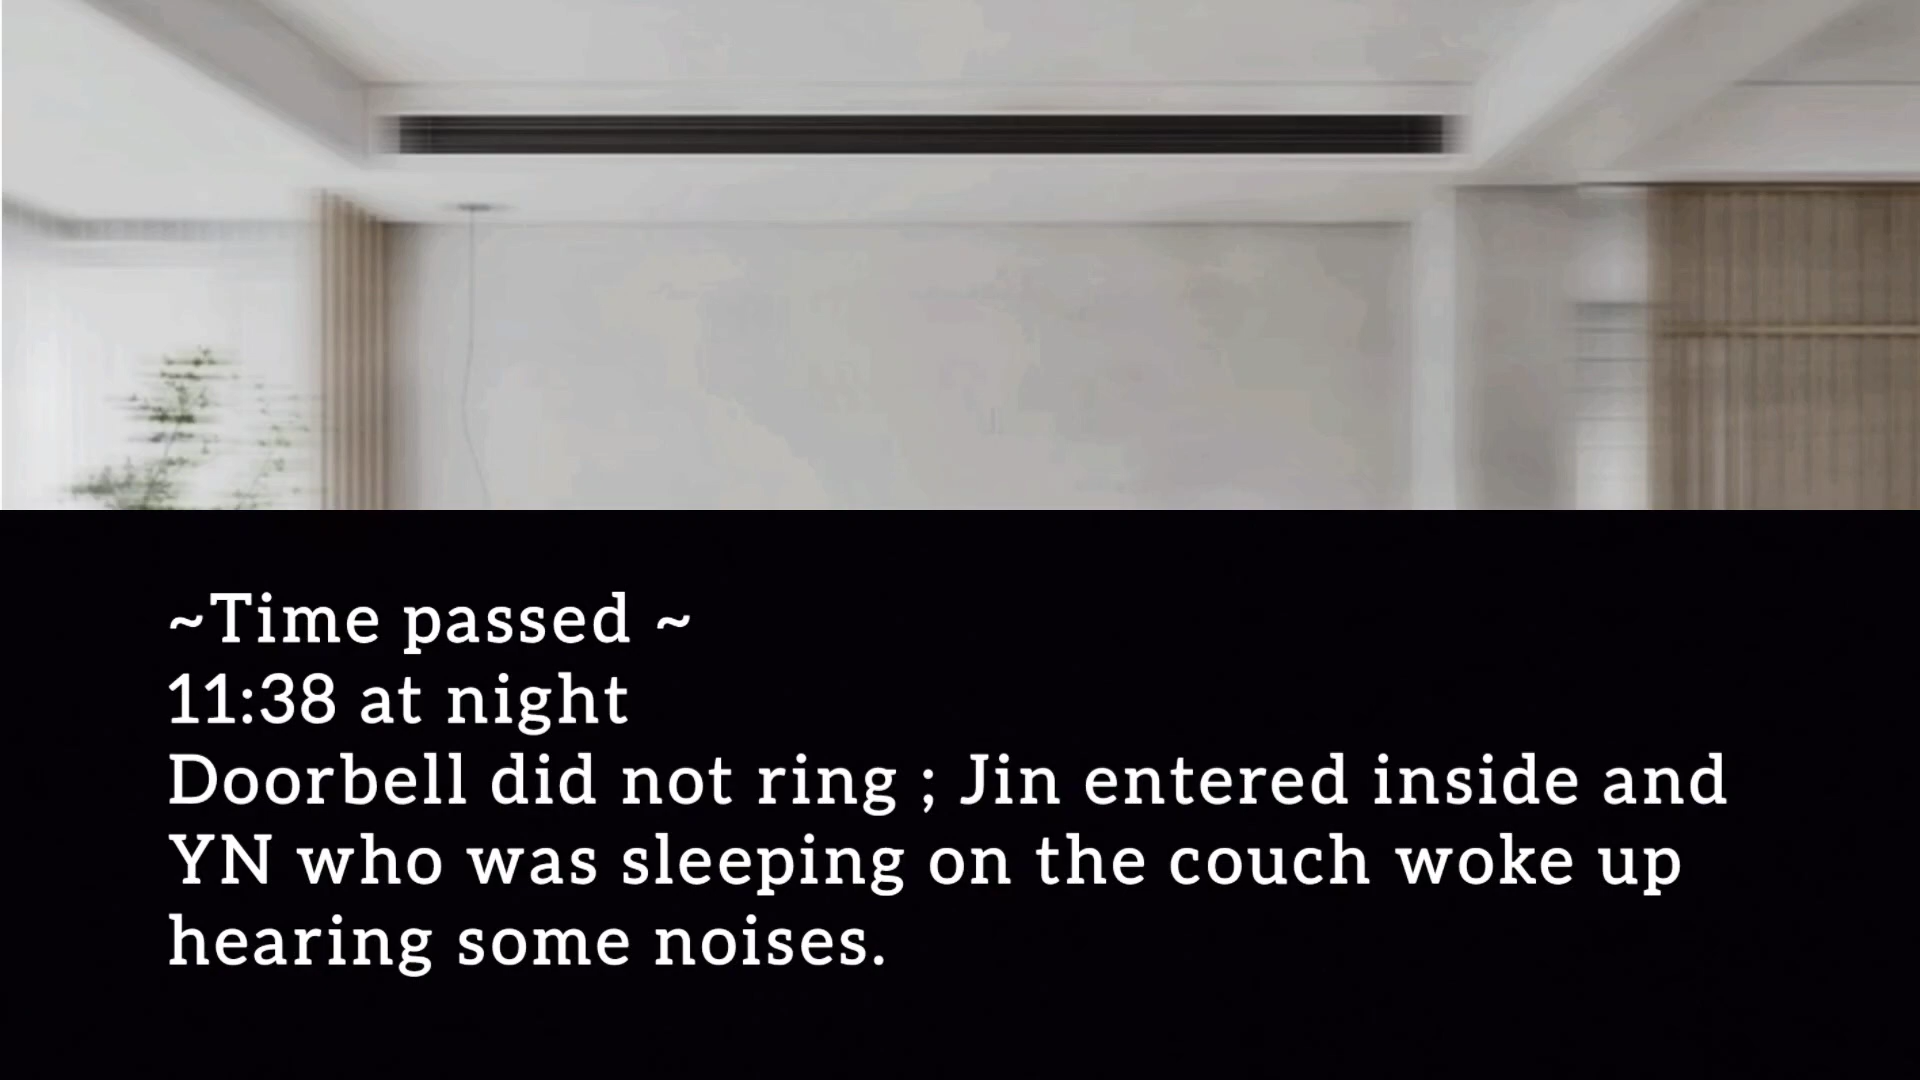 ~Time passed ~
11:38 at night
Doorbell did not ring ; Jin entered inside and
YN who was sleeping on the couch woke up
hearing some noises.